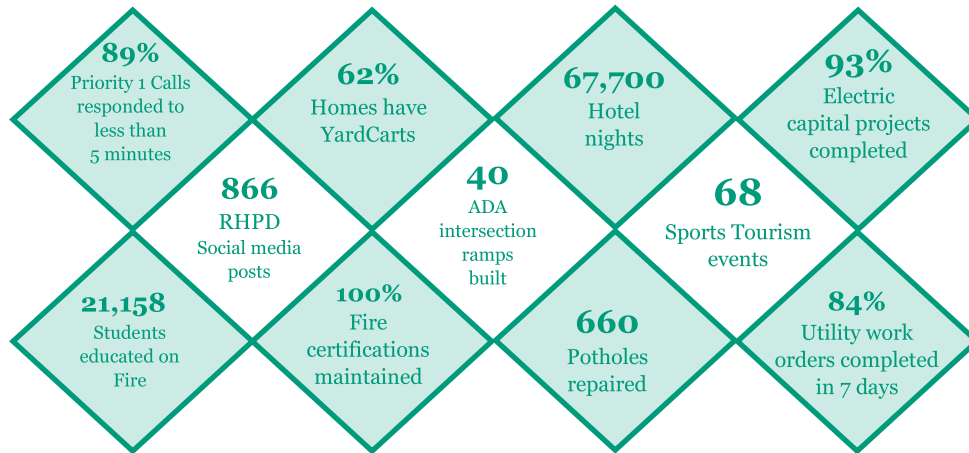 89%
Priority 1 Calls
responded to
less than
5 minutes
62%
Homes have
YardCarts
67,700
Hotel
nights
93%
Electric
capital projects
completed
866
RHPD
Social media
posts
40
ADA
intersection
ramps
built
68
Sports Tourism
events
21,158
Students
educated on
Fire
100%
Fire
certifications
maintained
660
Potholes
repaired
84%
Utility work
orders completed
in 7 days